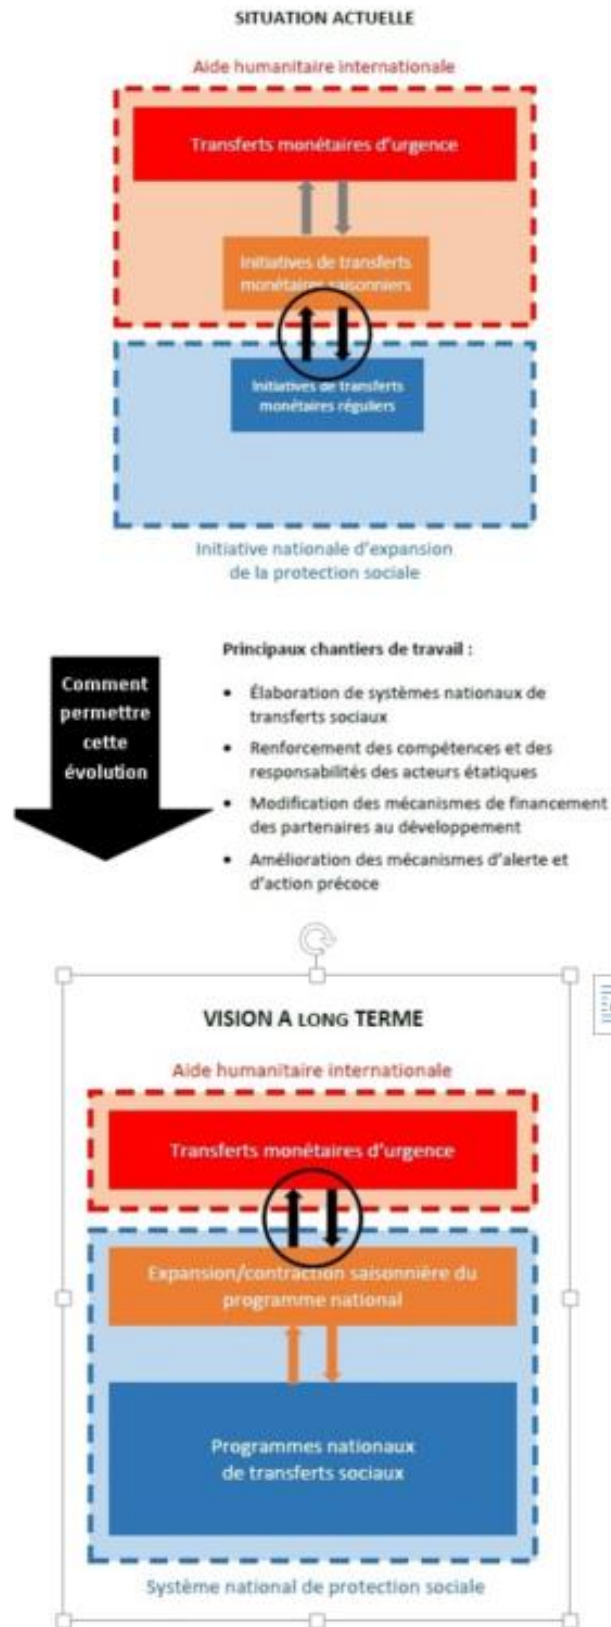 SITUATION ACTUELLE
Aide humanitaire internationale
Transferts monétaires d'urgence
Initiatives de transferts
monétaires saisonniers
Initiatives de transferts
monétaires réguliers
Initiative nationale d'expansion
de la protection sociale
Comment
permettre
cette
évolution
Principaux chantiers de travail :
• Élaboration de systèmes nationaux de
transferts sociaux
• Renforcement des compétences et des
responsabilités des acteurs étatiques
• Modification des mécanismes de financement
des partenaires au développement
• Amélioration des mécanismes d'alerte et
d'action précoce
VISION A LONG TERME
Aide humanitaire internationale
Transferts monétaires d'urgence
Expansion/contraction saisonnière du
programme national
Programmes nationaux
de transferts sociaux
Système national de protection sociale